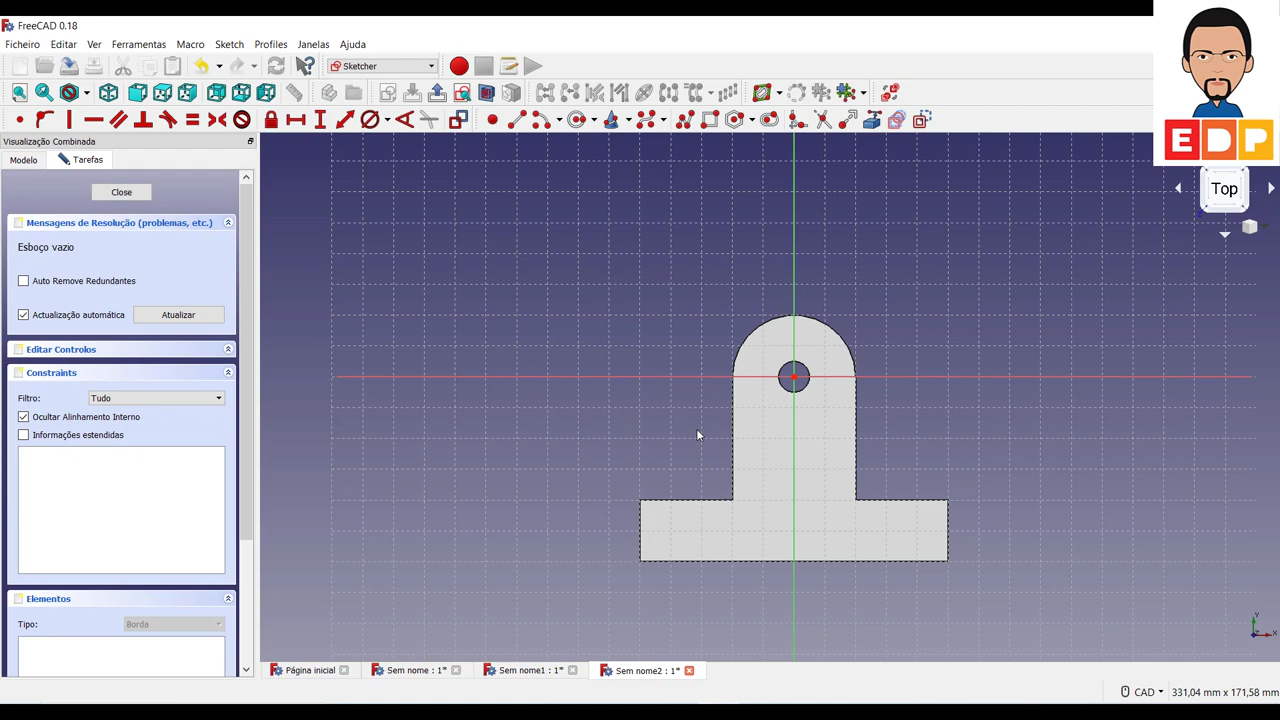 FreeCAD 0.18
Ficheiro Editar Ver Ferramentas Macro Sketch Profiles Janelas Ajuda
Sketcher
EDP
Visualização Combinada
Modelo Tarefas
Top
Close
Mensagens de Resolução (problemas, etc.)
Esboço vazio
Auto Remove Redundantes
Actualização automática Atualizar
Editar Controlos
Constraints
Filtro: Tudo
Ocultar Alinhamento Interno
Informações estendidas
Elementos
Tipo: Borda
Y
X
Página inicial Sem nome : 1* Sem nome1 : 1* Sem nome2 : 1*
CAD 331,04 mm x 171,58 mm